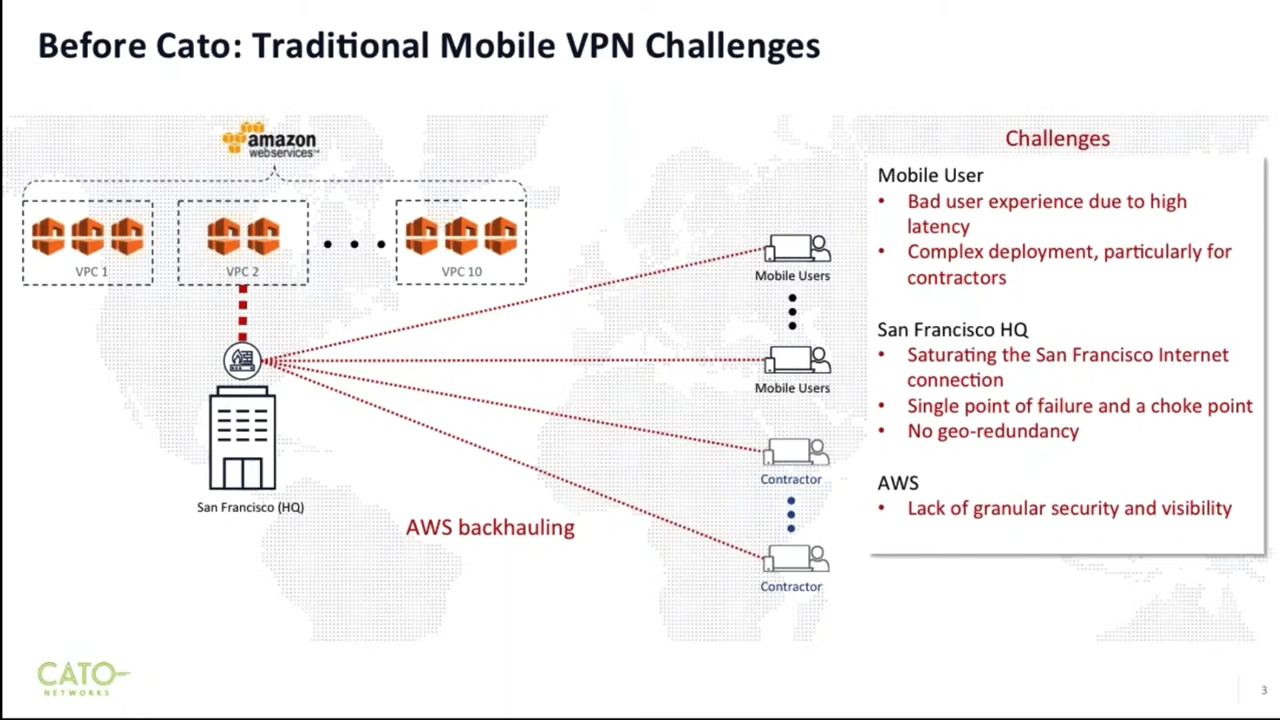 Before Cato: Traditional Mobile VPN Challenges
amazon
webservices™
VPC 1
VPC 2
VPC 10
San Francisco (HQ)
AWS backhauling
Mobile Users
Mobile Users
Contractor
Contractor
Challenges
Mobile User
• Bad user experience due to high
latency
• Complex deployment, particularly for
contractors
San Francisco HQ
• Saturating the San Francisco Internet
connection
• Single point of failure and a choke point
• No geo-redundancy
AWS
• Lack of granular security and visibility
CATO
NETWORKS
3